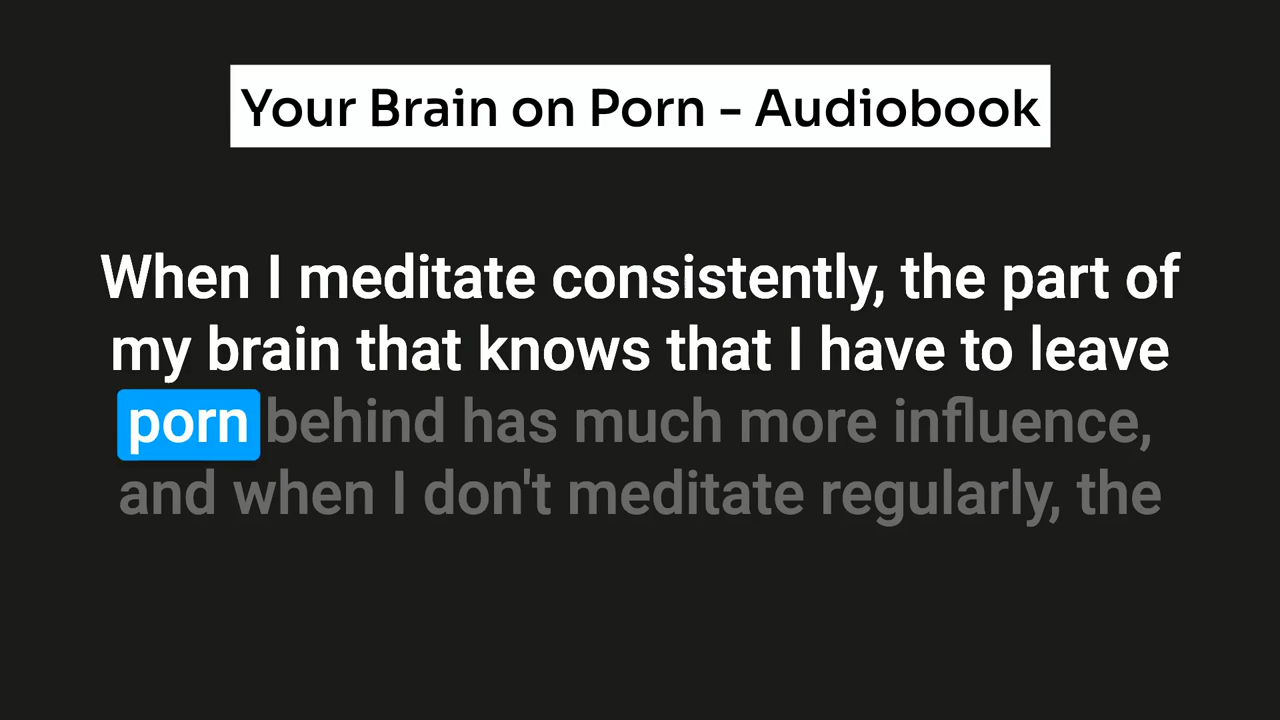 Your Brain on Porn - Audiobook
When I meditate consistently, the part of
my brain that knows that I have to leave
porn behind has much more influence,
and when I don't meditate regularly, the